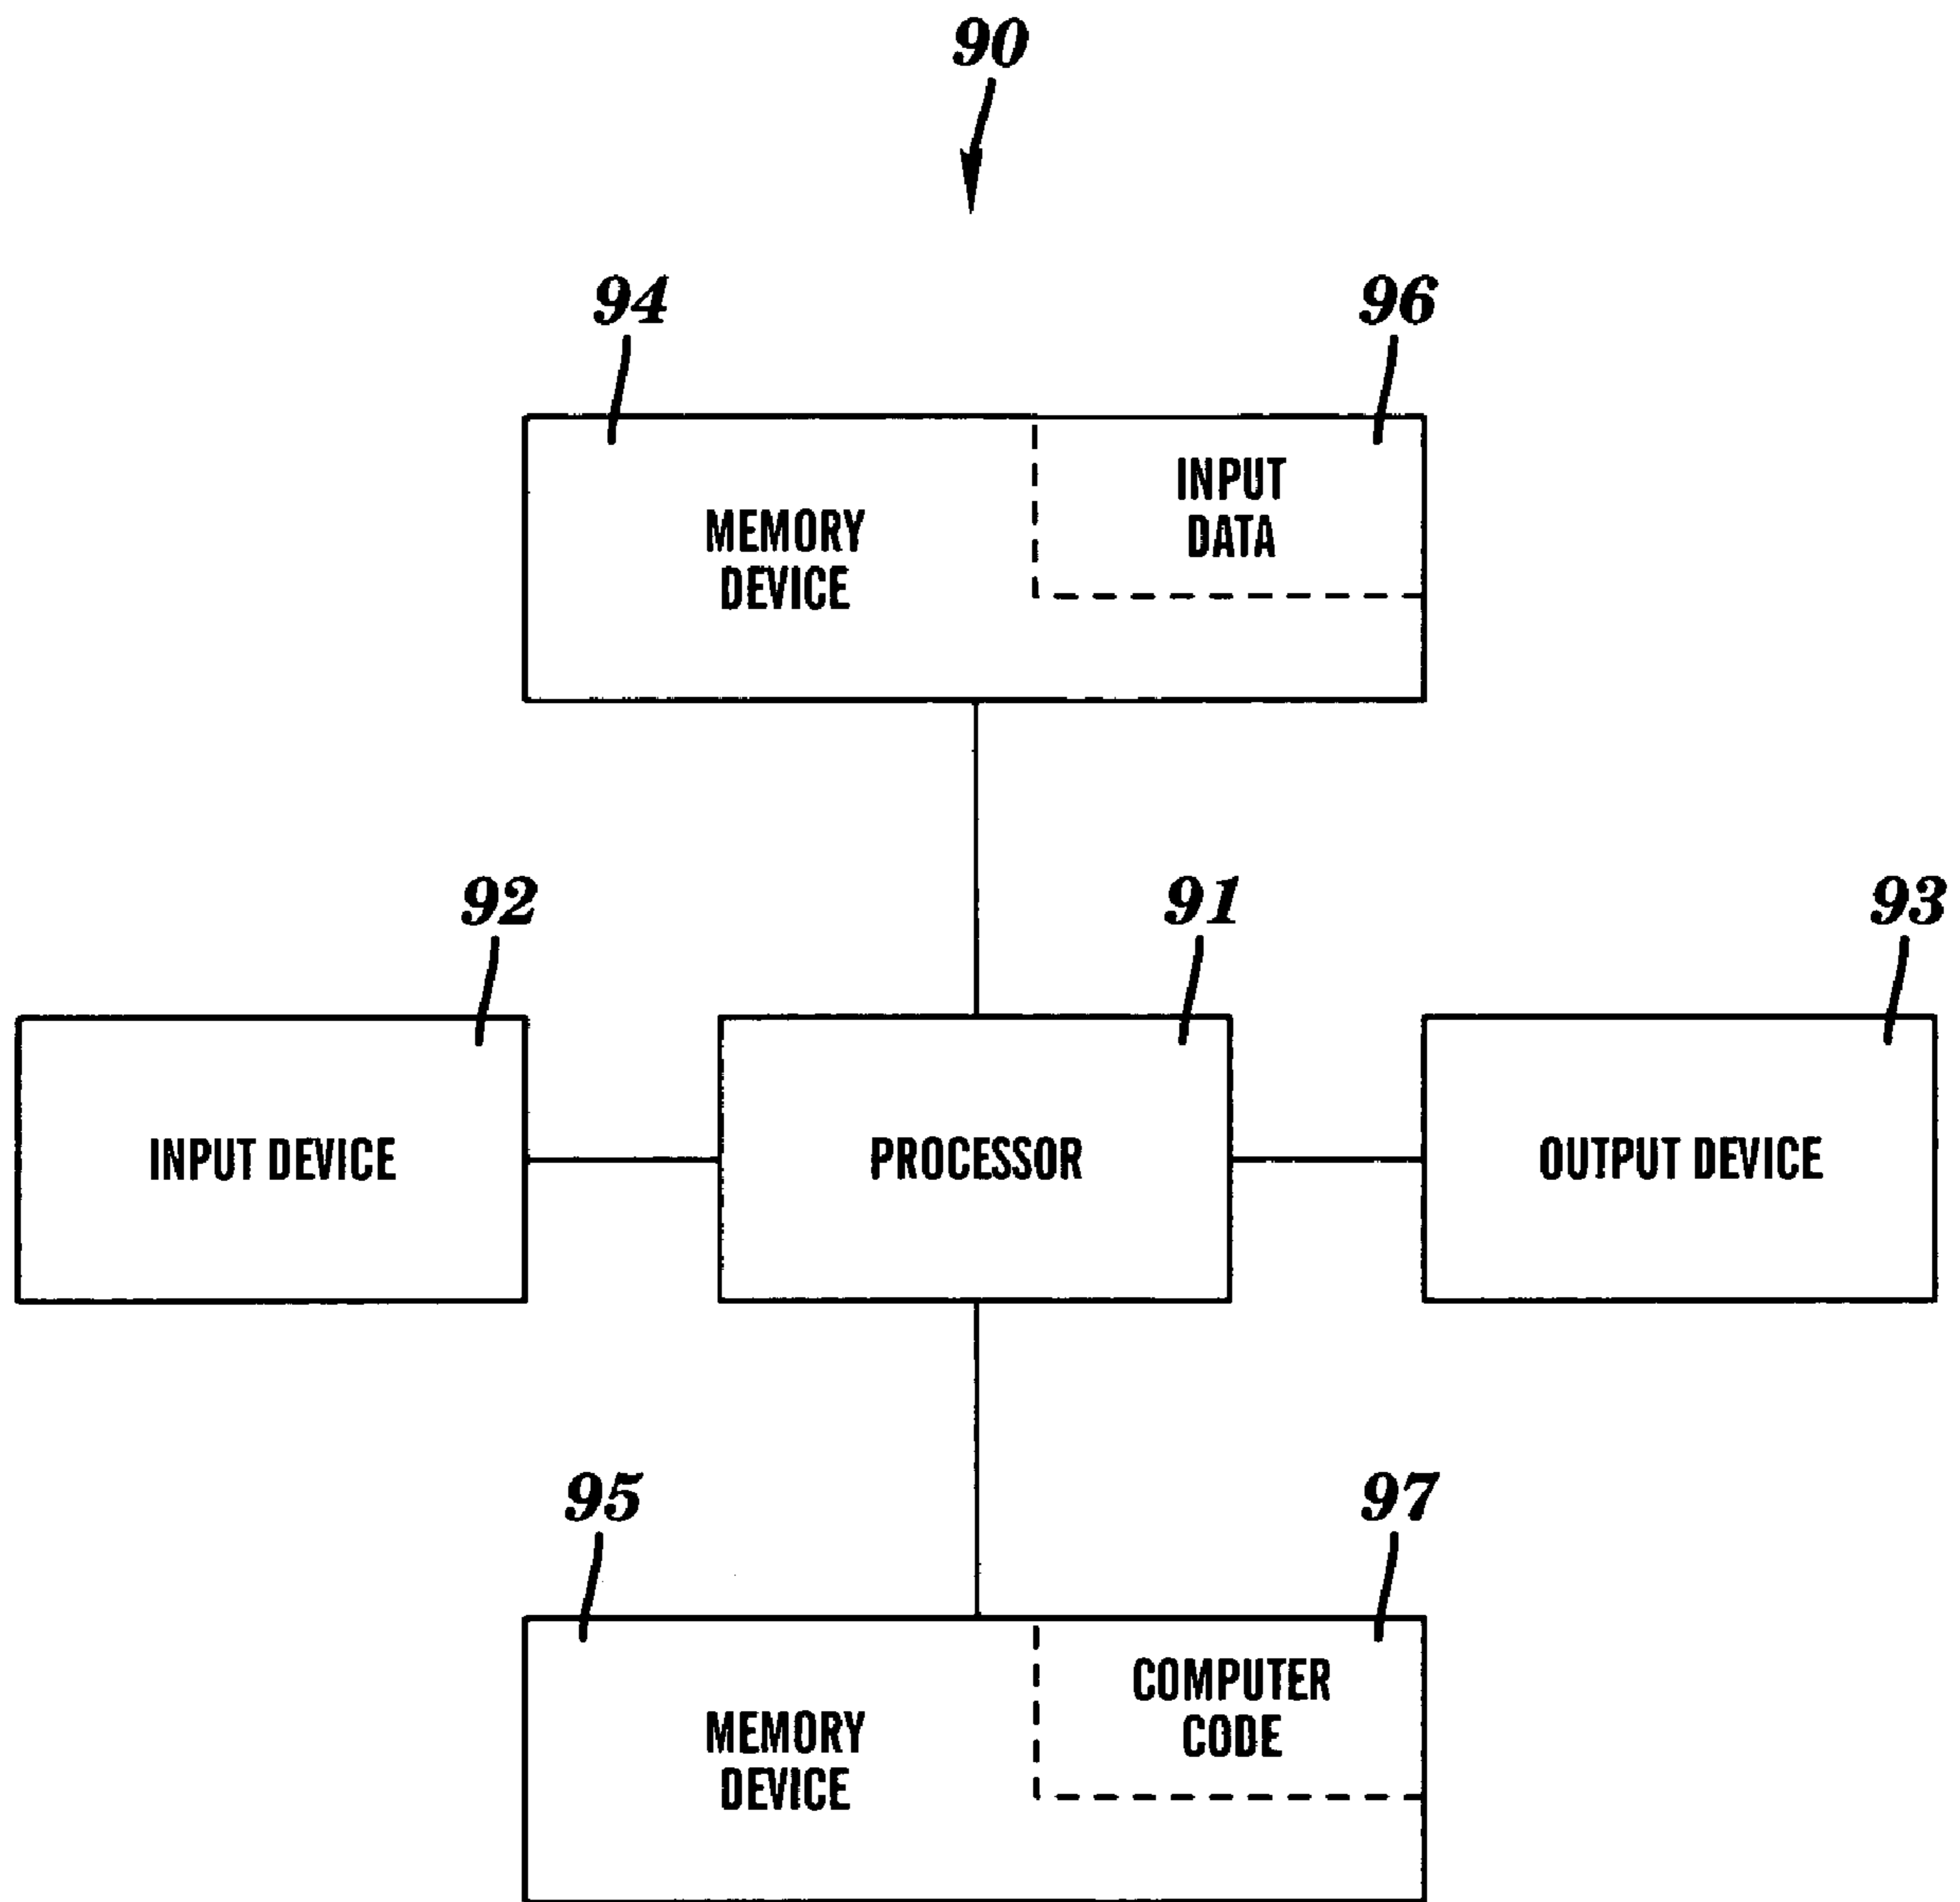 90
94
96
MEMORY
DEVICE
INPUT
DATA
92
91
93
INPUT DEVICE
PROCESSOR
OUTPUT DEVICE
95
97
MEMORY
DEVICE
COMPUTER
CODE